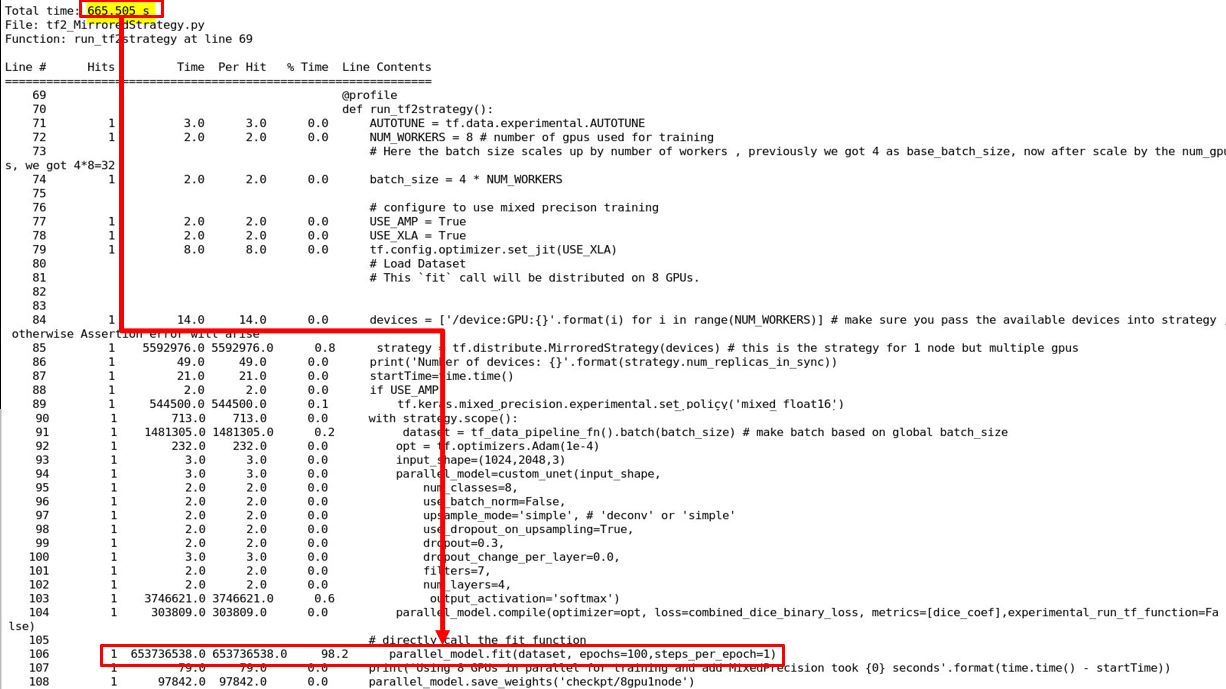 Total time: 665.505 s
File: tf2_MirroredStrategy.py
Function: run_tf2strategy at line 69
Line #      Hits         Time  Per Hit   % Time  Line Contents
==============================================================
    69                                           @profile
    70                                           def run_tf2strategy():
    71         1          3.0      3.0      0.0      AUTOTUNE = tf.data.experimental.AUTOTUNE
    72         1          2.0      2.0      0.0      NUM_WORKERS = 8 # number of gpus used for training
    73                                               # Here the batch size scales up by number of workers , previously we got 4 as base_batch_size, now after scale by the num_gpu
s, we got 4*8=32
    74         1          2.0      2.0      0.0      batch_size = 4 * NUM_WORKERS
    75
    76                                               # configure to use mixed precison training
    77         1          2.0      2.0      0.0      USE_AMP = True
    78         1          2.0      2.0      0.0      USE_XLA = True
    79         1          8.0      8.0      0.0      tf.config.optimizer.set_jit(USE_XLA)
    80                                               # Load Dataset
    81                                               # This `fit` call will be distributed on 8 GPUs.
    82
    83
    84         1         14.0     14.0      0.0      devices = ['/device:GPU:{}'.format(i) for i in range(NUM_WORKERS)] # make sure you pass the available devices into strategy ,
 otherwise Assertion error will arise
    85         1    5592976.0 5592976.0      0.8      strategy = tf.distribute.MirroredStrategy(devices) # this is the strategy for 1 node but multiple gpus
    86         1         49.0     49.0      0.0      print('Number of devices: {}'.format(strategy.num_replicas_in_sync))
    87         1         21.0     21.0      0.0      startTime=time.time()
    88         1          2.0      2.0      0.0      if USE_AMP:
    89         1     544500.0 544500.0      0.1          tf.keras.mixed_precision.experimental.set_policy('mixed_float16')
    90         1        713.0    713.0      0.0      with strategy.scope():
    91         1    1481305.0 1481305.0      0.2          dataset = tf_data_pipeline_fn().batch(batch_size) # make batch based on global batch_size
    92         1        232.0    232.0      0.0          opt = tf.optimizers.Adam(1e-4)
    93         1          3.0      3.0      0.0          input_shape=(1024,2048,3)
    94         1          3.0      3.0      0.0          parallel_model=custom_unet(input_shape,
    95         1          2.0      2.0      0.0              num_classes=8,
    96         1          2.0      2.0      0.0              use_batch_norm=False,
    97         1          2.0      2.0      0.0              upsample_mode='simple', # 'deconv' or 'simple'
    98         1          2.0      2.0      0.0              use_dropout_on_upsampling=True,
    99         1          2.0      2.0      0.0              dropout=0.3,
   100         1          3.0      3.0      0.0              dropout_change_per_layer=0.0,
   101         1          2.0      2.0      0.0              filters=7,
   102         1          2.0      2.0      0.0              num_layers=4,
   103         1    3746621.0 3746621.0      0.6              output_activation='softmax')
   104         1     303809.0 303809.0      0.0          parallel_model.compile(optimizer=opt, loss=combined_dice_binary_loss, metrics=[dice_coef],experimental_run_tf_function=Fa
lse)
   105                                               # directly call the fit function
   106         1  653736538.0 653736538.0     98.2      parallel_model.fit(dataset, epochs=100,steps_per_epoch=1)
   107         1         79.0     79.0      0.0      print('Using 8 GPUs in parallel for training and add MixedPrecision took {0} seconds'.format(time.time() - startTime))
   108         1      97842.0  97842.0      0.0      parallel_model.save_weights('checkpt/8gpu1node')